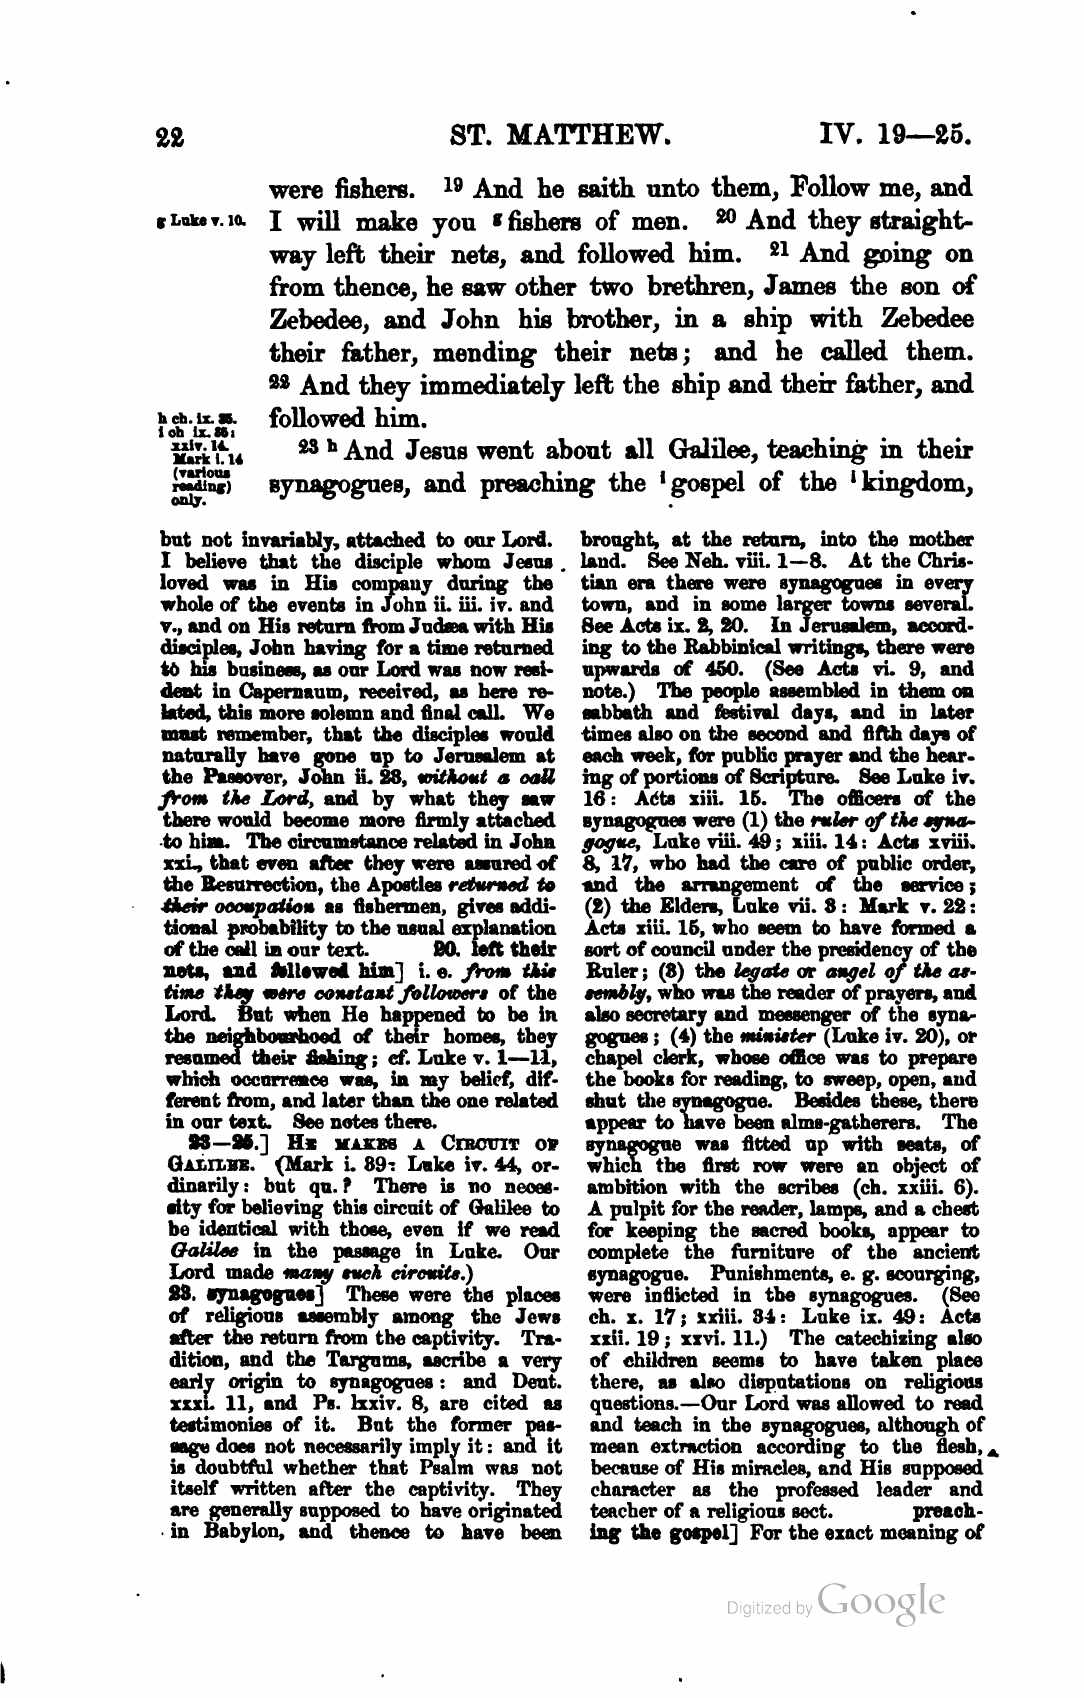 22 ST. MATTHEW. IV. 19—25.
were fishers. 19 And he saith unto them, Follow me, and
g Luke v. 10. I will make you g fishers of men. 20 And they straight-
way left their nets, and followed him. 21 And going on
from thence, he saw other two brethren, James the son of
Zebedee, and John his brother, in a ship with Zebedee
their father, mending their nets; and he called them.
22 And they immediately left the ship and their father, and
followed him.
h ch. ix. 35.
i ch ix. 35:
xxiv. 14.
Mark i. 14
(various
reading)
only.
23 h And Jesus went about all Galilee, teaching in their
synagogues, and preaching the i gospel of the i kingdom,
but not invariably, attached to our Lord.
I believe that the disciple whom Jesus
loved was in His company during the
whole of the events in John ii. iii. iv. and
v., and on His return from Judæa with His
disciples, John having for a time returned
to his business, as our Lord was now resi-
dent in Capernaum, received, as here re-
lated, this more solemn and final call. We
must remember, that the disciples would
naturally have gone up to Jerusalem at
the Passover, John ii. 23, without a call
from the Lord, and by what they saw
there would become more firmly attached
to him. The circumstance related in John
xxi., that even after they were assured of
the Resurrection, the Apostles returned to
their occupation as fishermen, gives addi-
tional probability to the usual explanation
of the call in our text. 20. left their
nets, and followed him] i. e. from this
time they were constant followers of the
Lord. But when He happened to be in
the neighbourhood of their homes, they
resumed their fishing; cf. Luke v. 1—11,
which occurrence was, in my belief, dif-
ferent from, and later than the one related
in our text. See notes there.
23—25.] HE MAKES A CIRCUIT OF
GALILEE. (Mark i. 39: Luke iv. 44, or-
dinarily: but qu.? There is no neces-
sity for believing this circuit of Galilee to
be identical with those, even if we read
Galilee in the passage in Luke. Our
Lord made many such circuits.)
23. synagogues] These were the places
of religious assembly among the Jews
after the return from the captivity. Tra-
dition, and the Targums, ascribe a very
early origin to synagogues: and Deut.
xxxi. 11, and Ps. lxxiv. 8, are cited as
testimonies of it. But the former pas-
sage does not necessarily imply it: and it
is doubtful whether that Psalm was not
itself written after the captivity. They
are generally supposed to have originated
in Babylon, and thence to have been
brought, at the return, into the mother
land. See Neh. viii. 1—8. At the Chris-
tian era there were synagogues in every
town, and in some larger towns several.
See Acts ix. 2, 20. In Jerusalem, accord-
ing to the Rabbinical writings, there were
upwards of 450. (See Acts vi. 9, and
note.) The people assembled in them on
sabbath and festival days, and in later
times also on the second and fifth days of
each week, for public prayer and the hear-
ing of portions of Scripture. See Luke iv.
16: Acts xiii. 15. The officers of the
synagogues were (1) the ruler of the syna-
gogue, Luke viii. 49; xiii. 14: Acts xviii.
8, 17, who had the care of public order,
and the arrangement of the service;
(2) the Elders, Luke vii. 3: Mark v. 22:
Acts xiii. 15, who seem to have formed a
sort of council under the presidency of the
Ruler; (3) the legate or angel of the as-
sembly, who was the reader of prayers, and
also secretary and messenger of the syna-
gogues; (4) the minister (Luke iv. 20), or
chapel clerk, whose office was to prepare
the books for reading, to sweep, open, and
shut the synagogue. Besides these, there
appear to have been alms-gatherers. The
synagogue was fitted up with seats, of
which the first row were an object of
ambition with the scribes (ch. xxiii. 6).
A pulpit for the reader, lamps, and a chest
for keeping the sacred books, appear to
complete the furniture of the ancient
synagogue. Punishments, e. g. scourging,
were inflicted in the synagogues. (See
ch. x. 17; xxiii. 34: Luke ix. 49: Acts
xxii. 19; xxvi. 11.) The catechizing also
of children seems to have taken place
there, as also disputations on religious
questions.—Our Lord was allowed to read
and teach in the synagogues, although of
mean extraction according to the flesh,
because of His miracles, and His supposed
character as the professed leader and
teacher of a religious sect. preach-
ing the gospel] For the exact meaning of
Digitized by Google